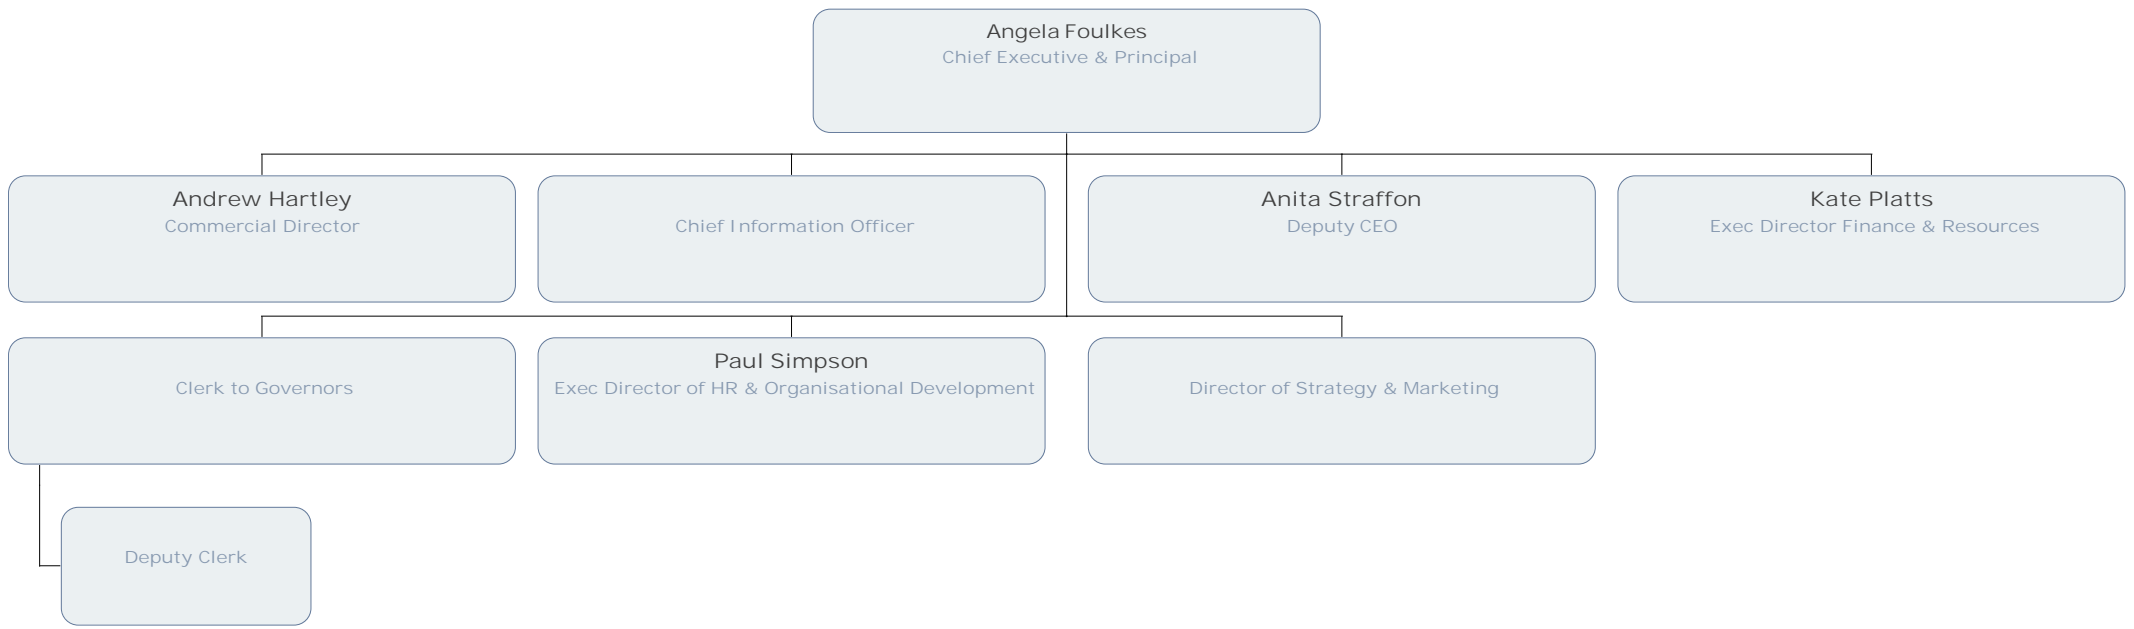 Angela Foulkes
Chief Executive & Principal
Andrew Hartley
Commercial Director
Chief Information Officer
Anita Straffon
Deputy CEO
Kate Platts
Exec Director Finance & Resources
Clerk to Governors
Paul Simpson
Exec Director of HR & Organisational Development
Director of Strategy & Marketing
Deputy Clerk